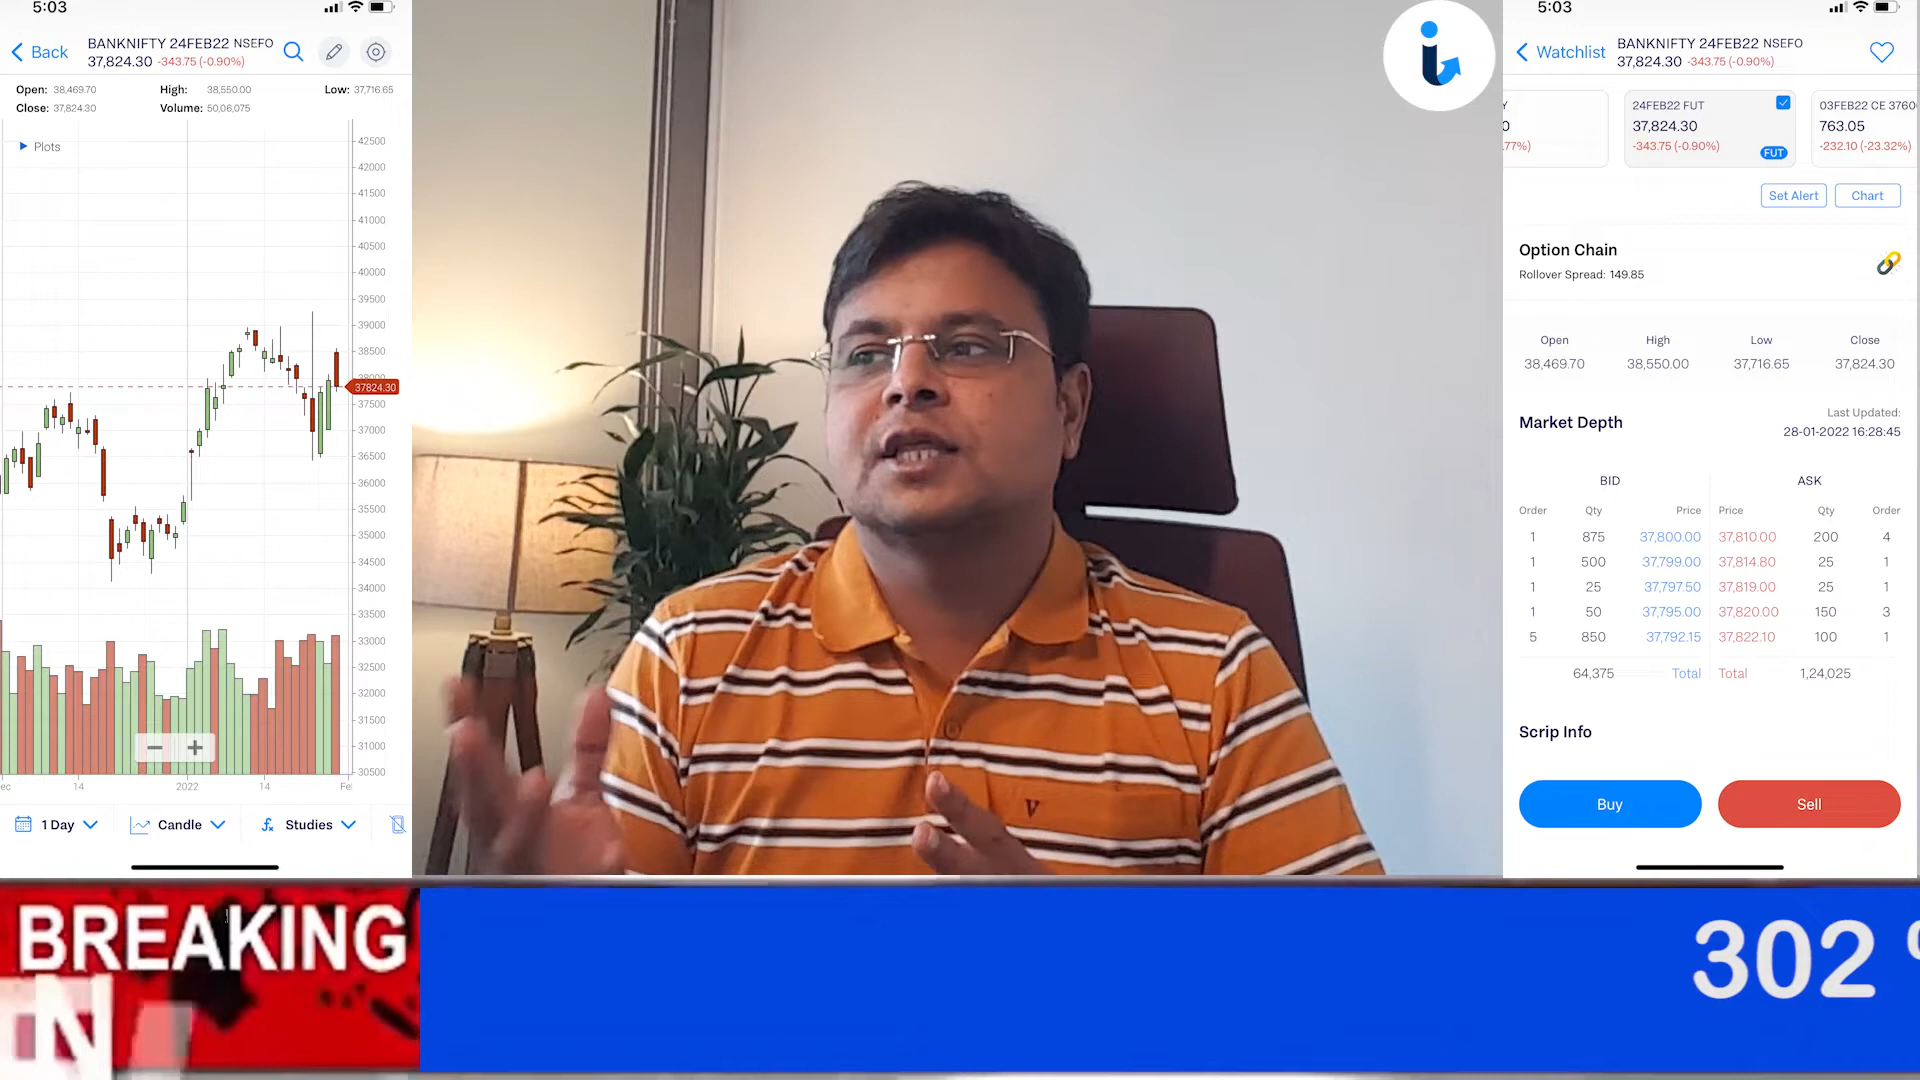 5:03
Back
BANKNIFTY 24FEB22 NSEFO
37,824.30 -343.75 (-0.90%)
Open: 38,469.70 High: 38,550.00 Low: 37,716.65
Close: 37,824.30 Volume: 50,06,075
Plots
42500
42000
41500
41000
40500
40000
39500
39000
38500
37824.30
37500
37000
36500
36000
35500
35000
34500
34000
33500
33000
32500
32000
31500
31000
30500
14 2022 14
1 Day Candle Studies
V
5:03
Watchlist
BANKNIFTY 24FEB22 NSEFO
37,824.30 -343.75 (-0.90%)
24FEB22 FUT
37,824.30
-343.75 (-0.90%)
FUT
03FEB22 CE 3760
763.05
-232.10 (-23.32%)
Set Alert Chart
Option Chain
Rollover Spread: 149.85
Open High Low Close
38,469.70 38,550.00 37,716.65 37,824.30
Market Depth
Last Updated:
28-01-2022 16:28:45
BID ASK
Order Qty Price Price Qty Order
1 875 37,800.00 37,810.00 200 4
1 500 37,799.00 37,814.80 25 1
1 25 37,797.50 37,819.00 25 1
1 50 37,795.00 37,820.00 150 3
5 850 37,792.15 37,822.10 100 1
64,375 Total Total 1,24,025
Scrip Info
Buy Sell
BREAKING
N
302